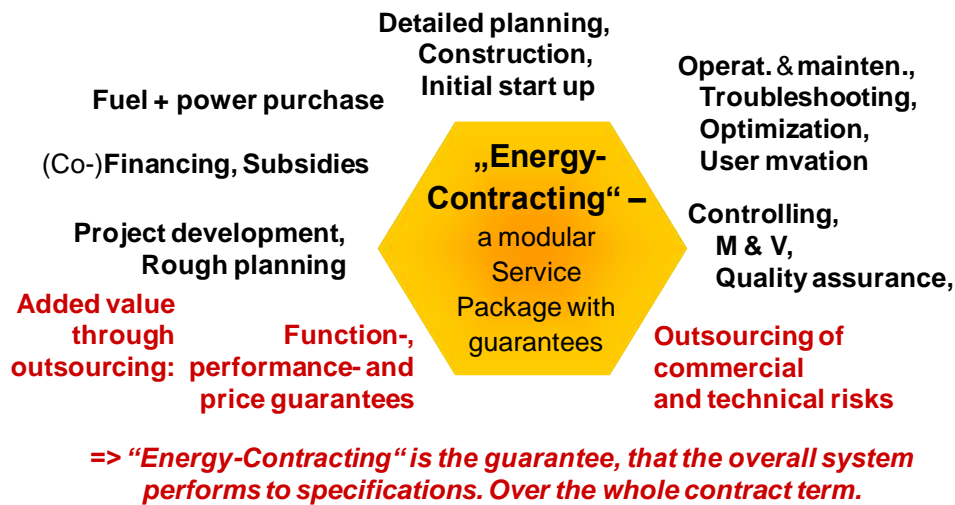 Detailed planning,
Construction,
Initial start up
Operat. & mainten.,
Troubleshooting,
Optimization,
User mvation
Fuel + power purchase
(Co-)Financing, Subsidies
Project development,
Rough planning
„Energy-
Contracting“ –
a modular
Service
Package with
guarantees
Controlling,
M & V,
Quality assurance,
Added value
through
outsourcing:
Function-,
performance- and
price guarantees
Outsourcing of
commercial
and technical risks
=> “Energy-Contracting“ is the guarantee, that the overall system
performs to specifications. Over the whole contract term.